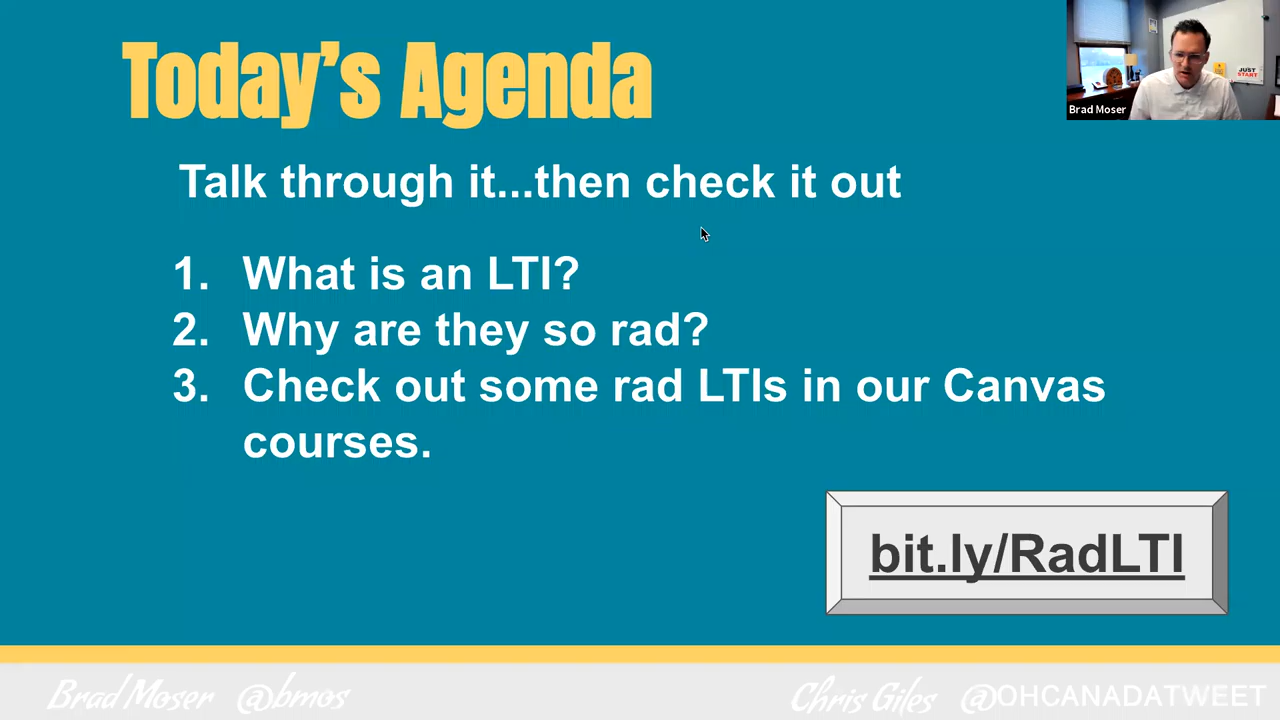 Today's Agenda
Talk through it...then check it out
1. What is an LTI?
2. Why are they so rad?
3. Check out some rad LTIs in our Canvas
courses.
bit.ly/RadLTI
Brad Moser @bmos
Chris Giles @OHCANADATWEET
Brad Moser
JUST
START